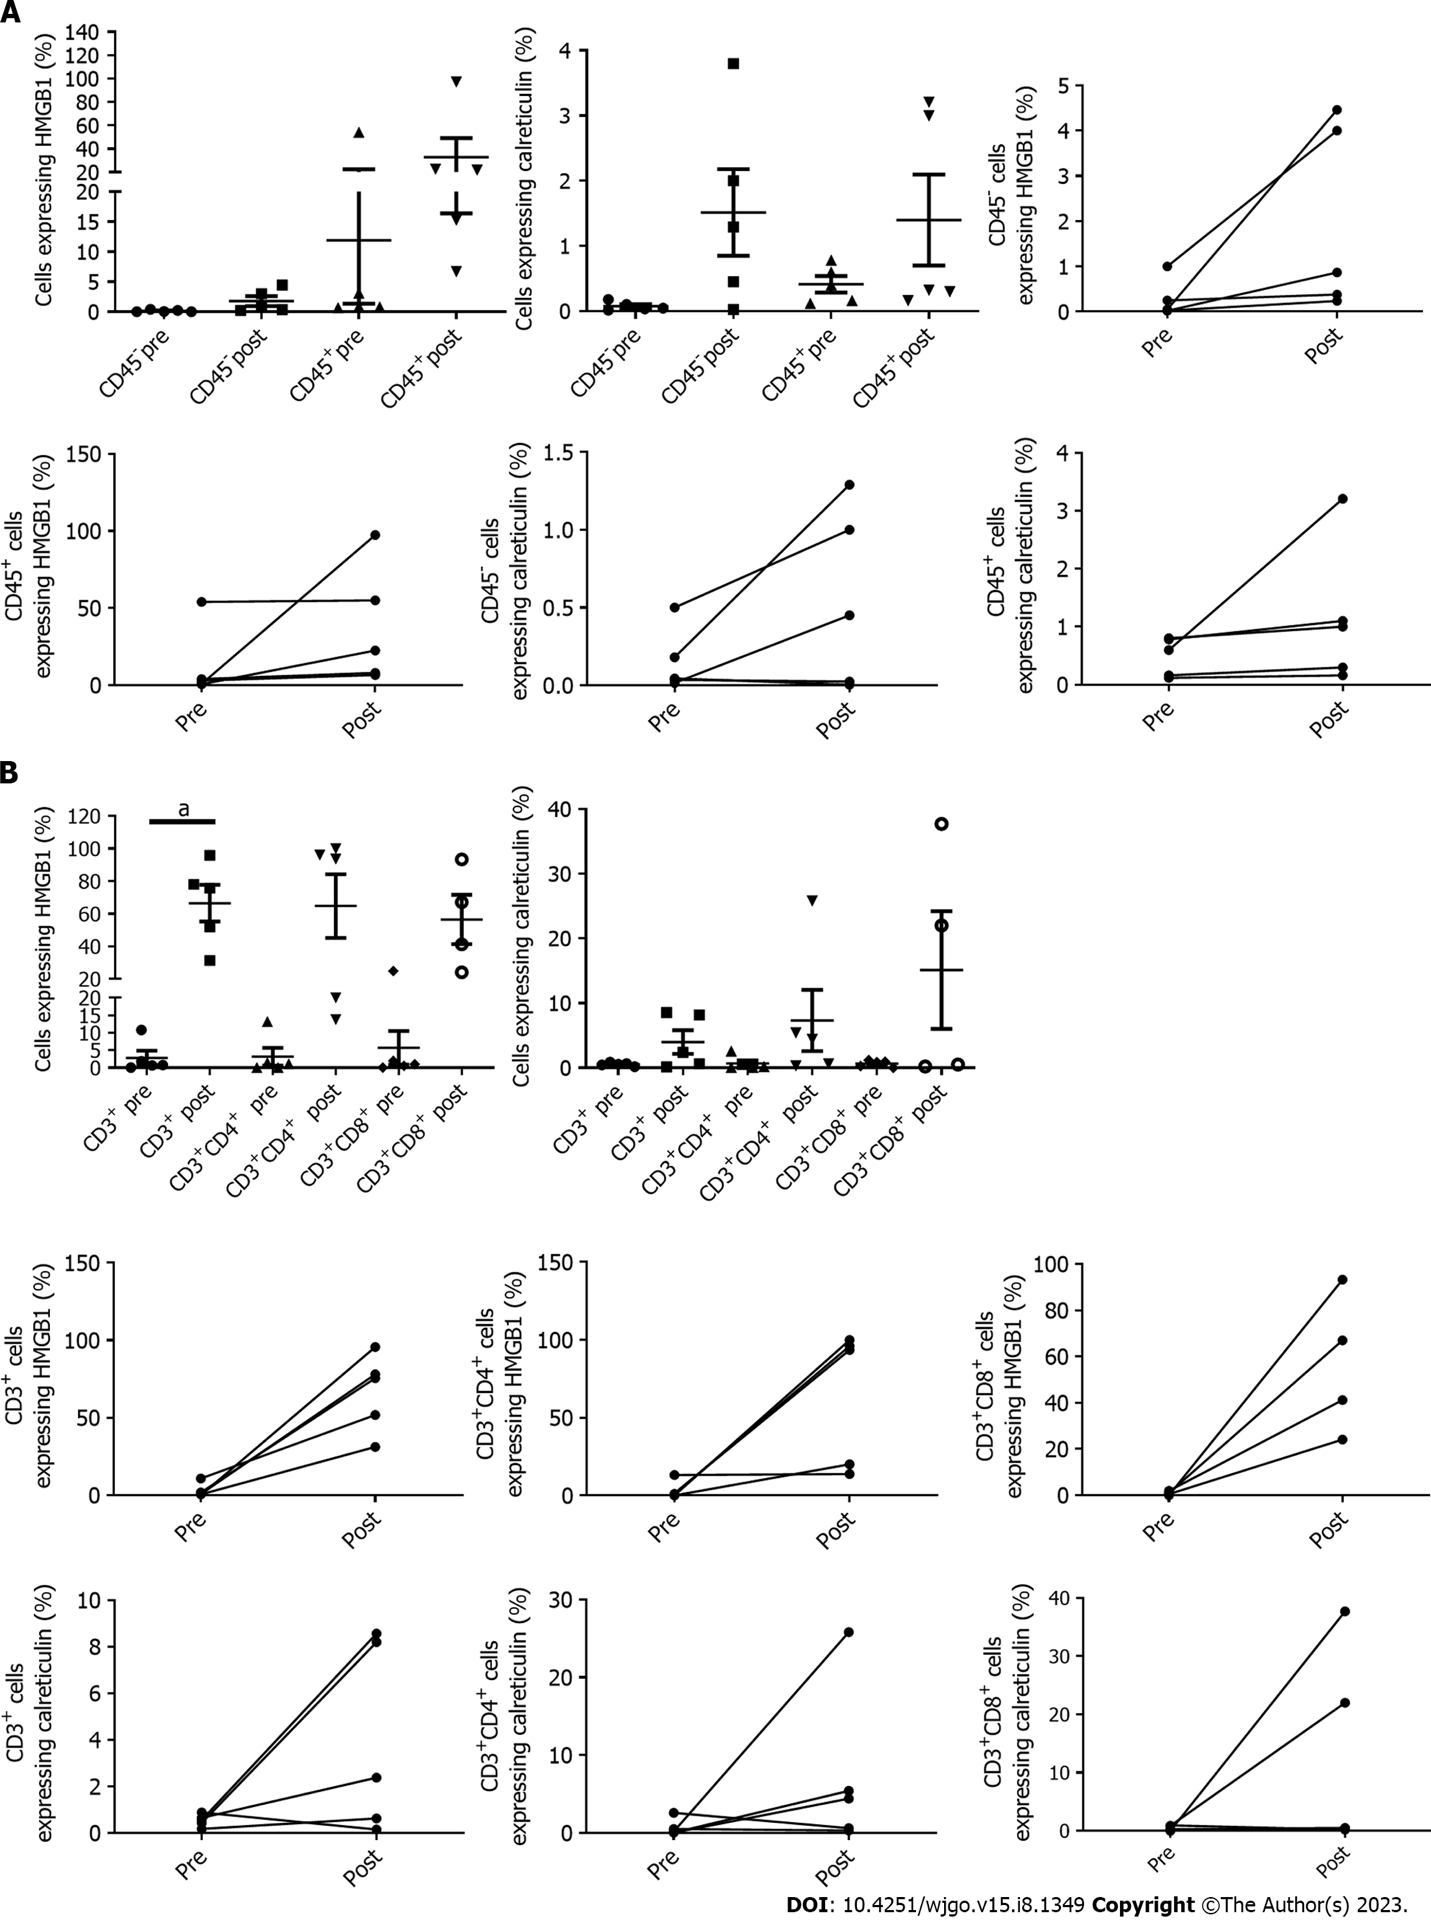 A
Cells expressing HMGB1 (%)
140
120
100
80
60
40
20
20
15
10
5
0
CD45⁻pre
CD45⁻post
CD45⁺ pre
CD45⁺ post
Cells expressing calreticulin (%)
4
3
2
1
0
CD45⁻pre
CD45⁻post
CD45⁺ pre
CD45⁺ post
CD45⁻ cells
expressing HMGB1 (%)
5
4
3
2
1
0
Pre
Post
CD45⁺ cells
expressing HMGB1 (%)
150
100
50
0
Pre
Post
CD45⁻ cells
expressing calreticulin (%)
1.5
1.0
0.5
0.0
Pre
Post
CD45⁺ cells
expressing calreticulin (%)
4
3
2
1
0
Pre
Post
B
Cells expressing HMGB1 (%)
120
100
80
60
40
20
20
15
10
5
0
a
CD3⁺ pre
CD3⁺ post
CD3⁺CD4⁺ pre
CD3⁺CD4⁺ post
CD3⁺CD8⁺ pre
CD3⁺CD8⁺ post
Cells expressing calreticulin (%)
40
30
20
10
0
CD3⁺ pre
CD3⁺ post
CD3⁺CD4⁺ pre
CD3⁺CD4⁺ post
CD3⁺CD8⁺ pre
CD3⁺CD8⁺ post
CD3⁺ cells
expressing HMGB1 (%)
150
100
50
0
Pre
Post
CD3⁺CD4⁺ cells
expressing HMGB1 (%)
150
100
50
0
Pre
Post
CD3⁺CD8⁺ cells
expressing HMGB1 (%)
100
80
60
40
20
0
Pre
Post
CD3⁺ cells
expressing calreticulin (%)
10
8
6
4
2
0
Pre
Post
CD3⁺CD4⁺ cells
expressing calreticulin (%)
30
20
10
0
Pre
Post
CD3⁺CD8⁺ cells
expressing calreticulin (%)
40
30
20
10
0
Pre
Post
DOI: 10.4251/wjgo.v15.i8.1349 Copyright ©The Author(s) 2023.